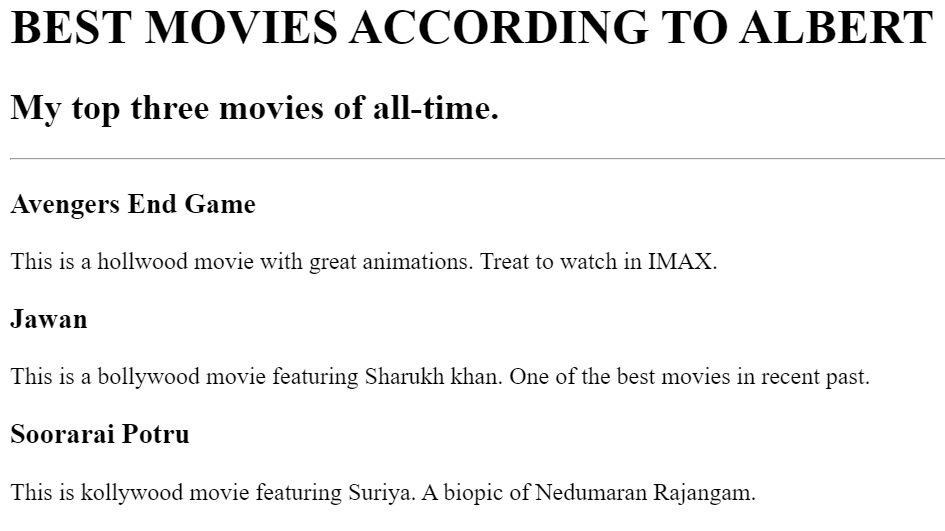 BEST MOVIES ACCORDING TO ALBERT
My top three movies of all-time.
Avengers End Game
This is a hollwood movie with great animations. Treat to watch in IMAX.
Jawan
This is a bollywood movie featuring Sharukh khan. One of the best movies in recent past.
Soorarai Potru
This is kollywood movie featuring Suriya. A biopic of Nedumaran Rajangam.